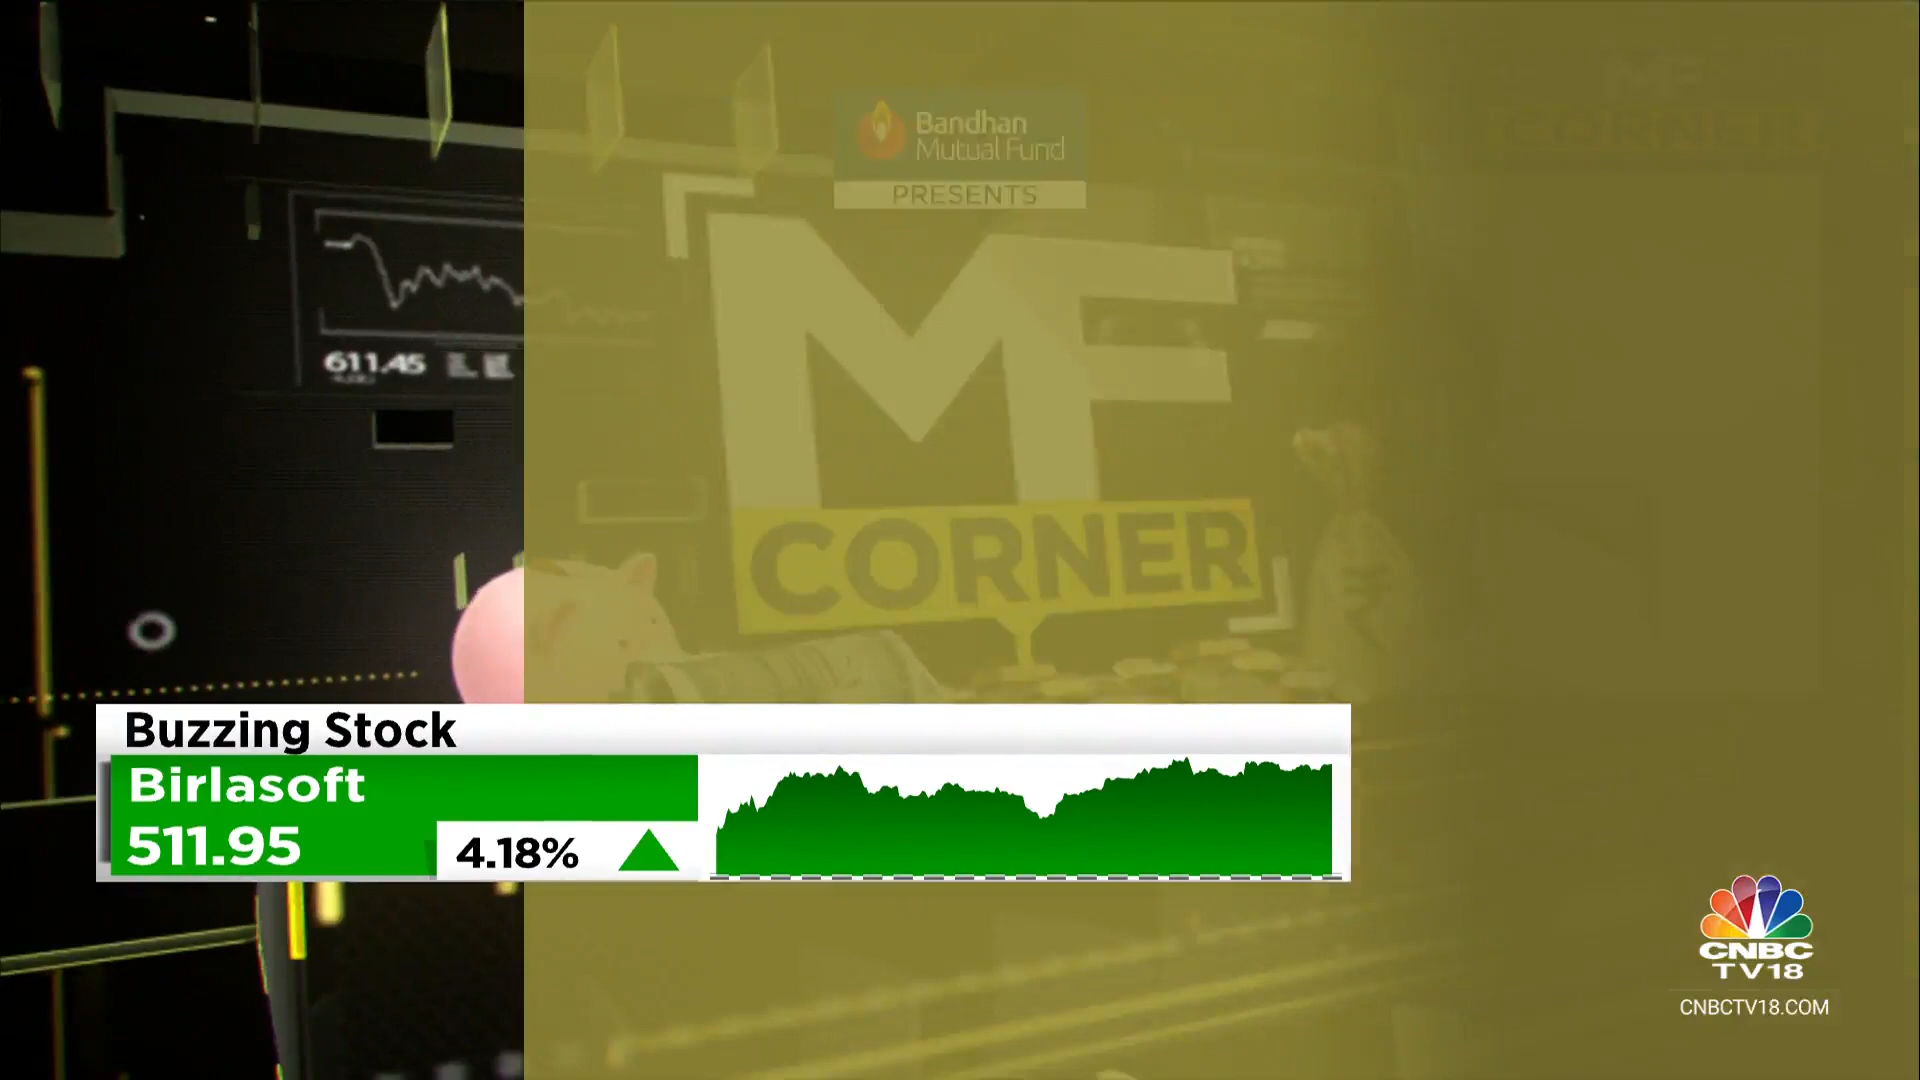 Bandhan
Mutual Fund
PRESENTS
MF
CORNER
611.45
Buzzing Stock
Birlasoft
511.95
4.18%
CNBC
TV18
CNBCTV18.COM